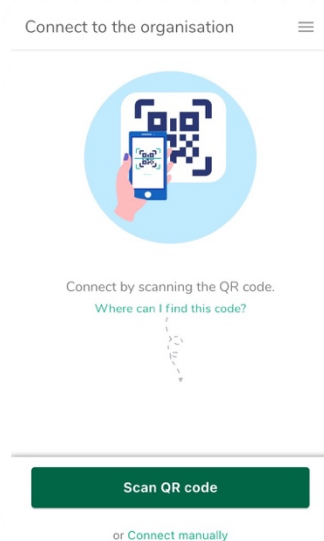 Connect to the organisation
Connect by scanning the QR code.
Where can I find this code?
Scan QR code
or Connect manually